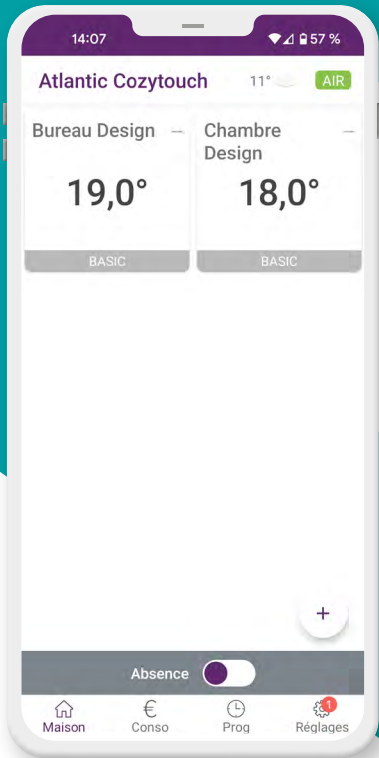 14:07
57 %
Atlantic Cozytouch
11°
AIR
Bureau Design
19,0°
BASIC
Chambre
Design
18,0°
BASIC
+
Absence
€
1
Maison
Conso
Prog
Réglages